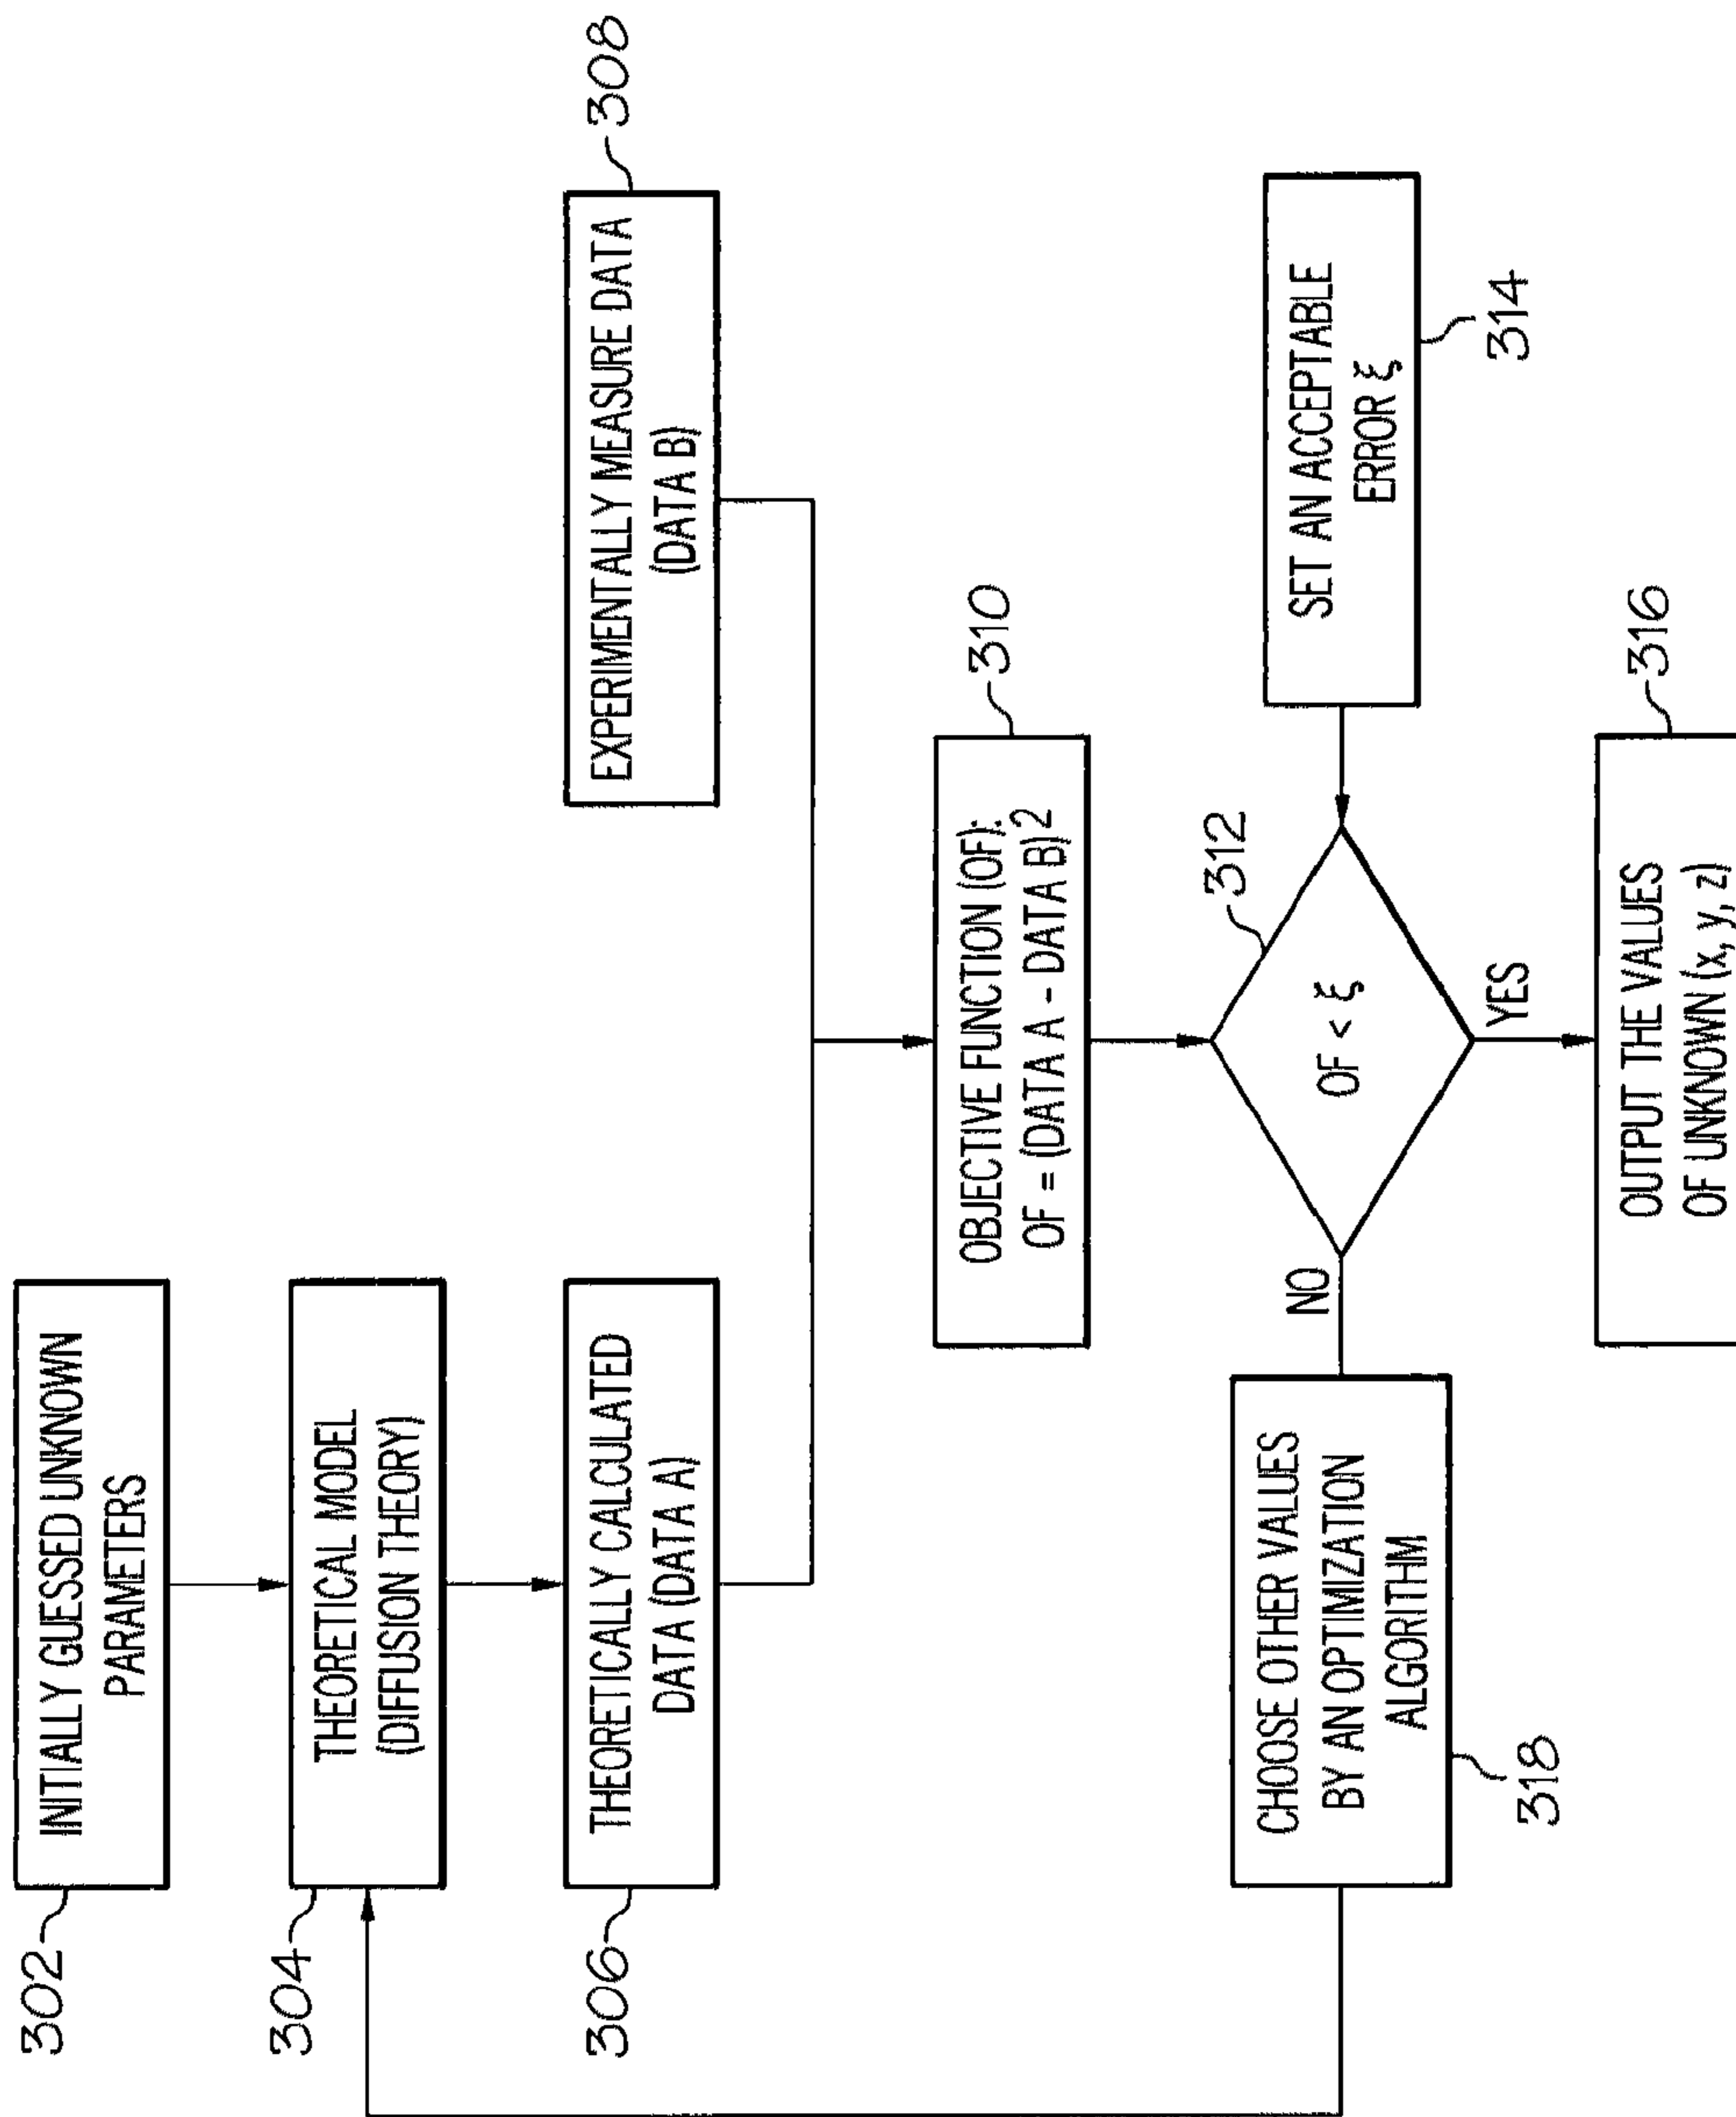 302
INITIALLY GUESSED UNKNOWN
PARAMETERS
304
THEORETICAL MODEL
(DIFFUSION THEORY)
306
THEORETICALLY CALCULATED
DATA (DATA A)
308
EXPERIMENTALLY MEASURE DATA
(DATA B)
310
OBJECTIVE FUNCTION (OF):
OF = (DATA A - DATA B)²
312
OF < ξ
SET AN ACCEPTABLE
ERROR ξ
314
NO
YES
CHOOSE OTHER VALUES
BY AN OPTIMIZATION
ALGORITHM
318
316
OUTPUT THE VALUES
OF UNKNOWN (x, y, z)